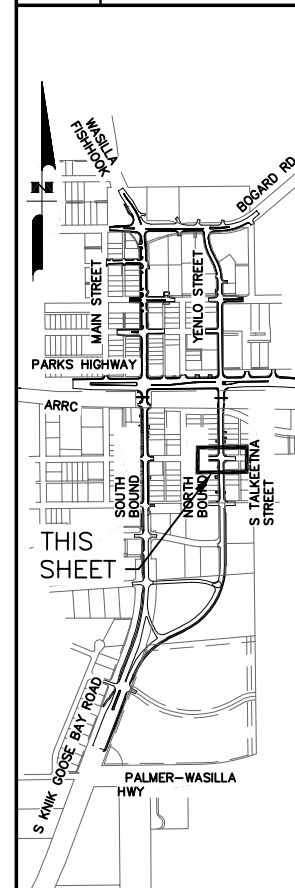 WASILLA
FISHHOOK
BOGARD RD
N
MAIN STREET
YENLO STREET
PARKS HIGHWAY
ARRC
SOUTH
BOUND
NORTH
BOUND
S TALKEETNA
STREET
THIS
SHEET
S KNIK GOOSE BAY ROAD
PALMER-WASILLA
HWY